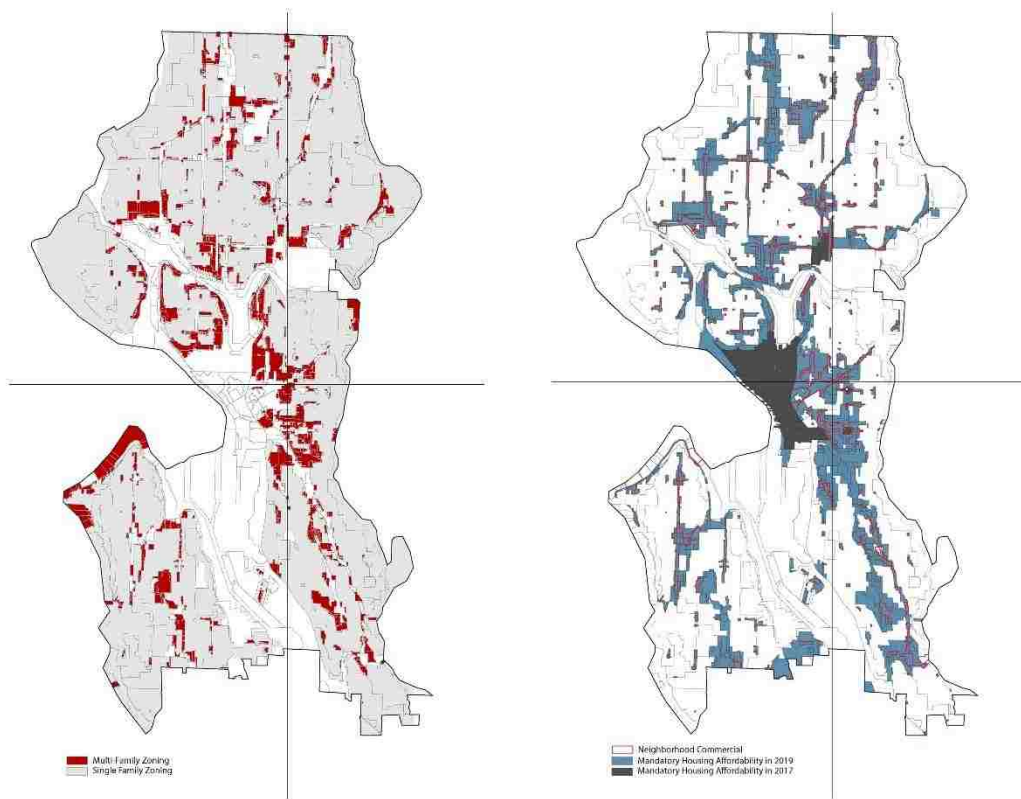 Multi-Family Zoning
Single Family Zoning
Neighborhood Commercial
Mandatory Housing Affordability in 2019
Mandatory Housing Affordability in 2017